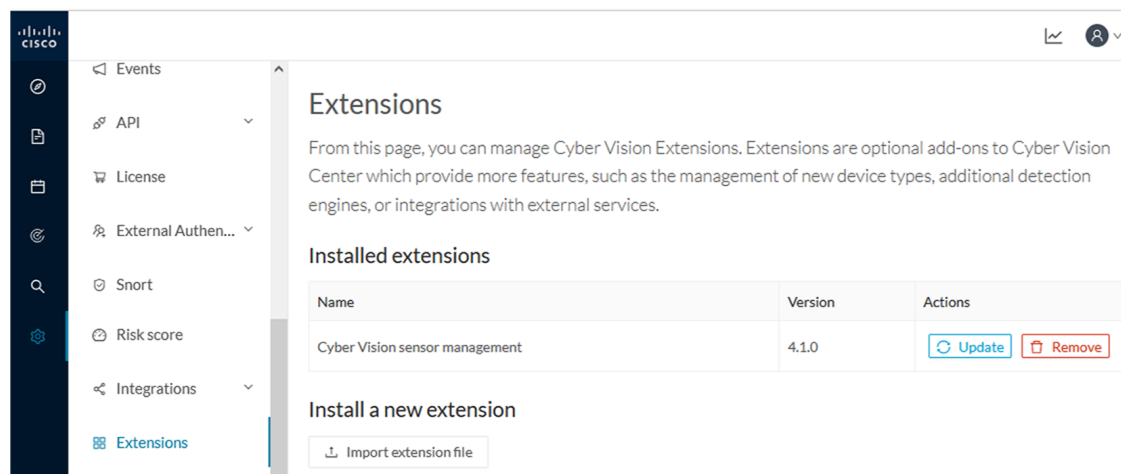 CISCO
Events
API
License
External Authen...
Snort
Risk score
Integrations
Extensions
Extensions
From this page, you can manage Cyber Vision Extensions. Extensions are optional add-ons to Cyber Vision
Center which provide more features, such as the management of new device types, additional detection
engines, or integrations with external services.
Installed extensions
Name Version Actions
Cyber Vision sensor management 4.1.0 Update Remove
Install a new extension
Import extension file